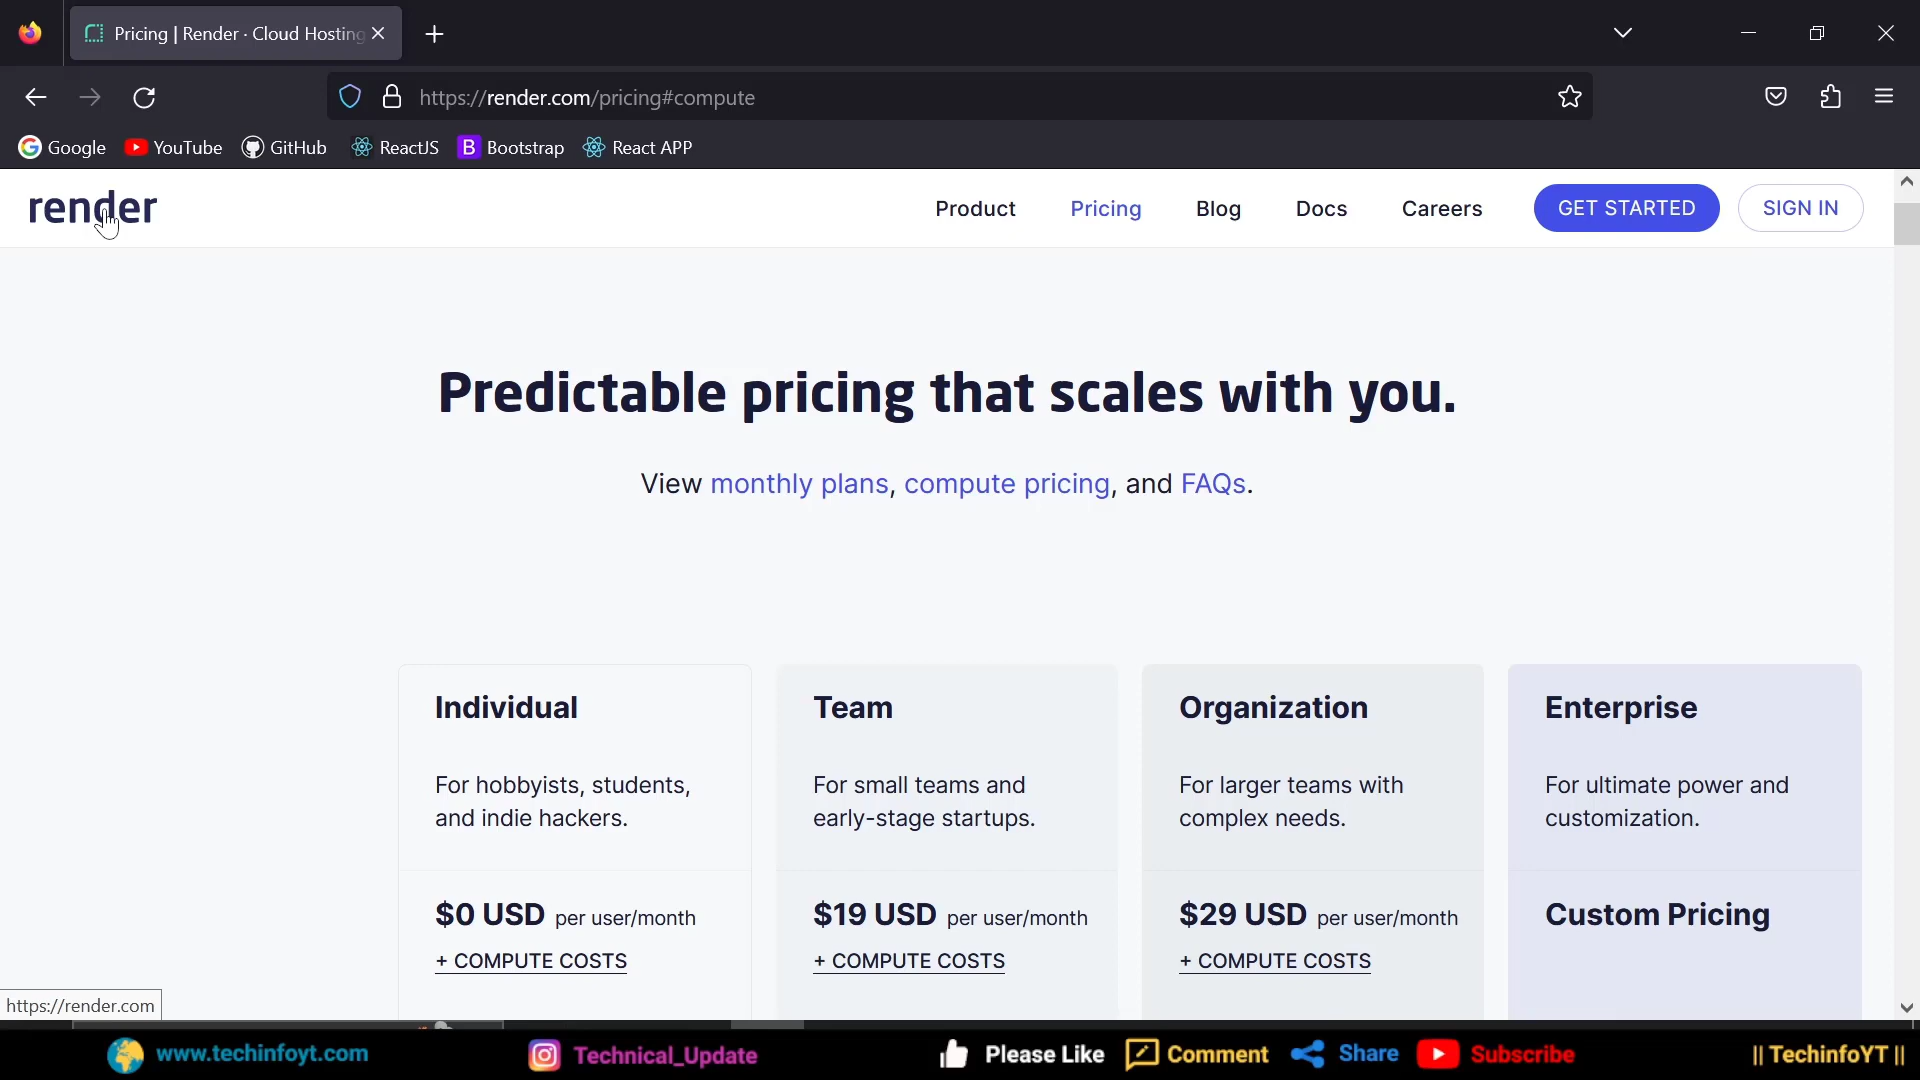 Pricing | Render · Cloud Hosting
https://render.com/pricing#compute
Google YouTube GitHub ReactJS Bootstrap React APP
render Product Pricing Blog Docs Careers GET STARTED SIGN IN
Predictable pricing that scales with you.
View monthly plans, compute pricing, and FAQs.
Individual
For hobbyists, students,
and indie hackers.
$0 USD per user/month
+ COMPUTE COSTS
Team
For small teams and
early-stage startups.
$19 USD per user/month
+ COMPUTE COSTS
Organization
For larger teams with
complex needs.
$29 USD per user/month
+ COMPUTE COSTS
Enterprise
For ultimate power and
customization.
Custom Pricing
https://render.com
www.techinfoyt.com Technical_Update Please Like Comment Share Subscribe || TechinfoYT ||